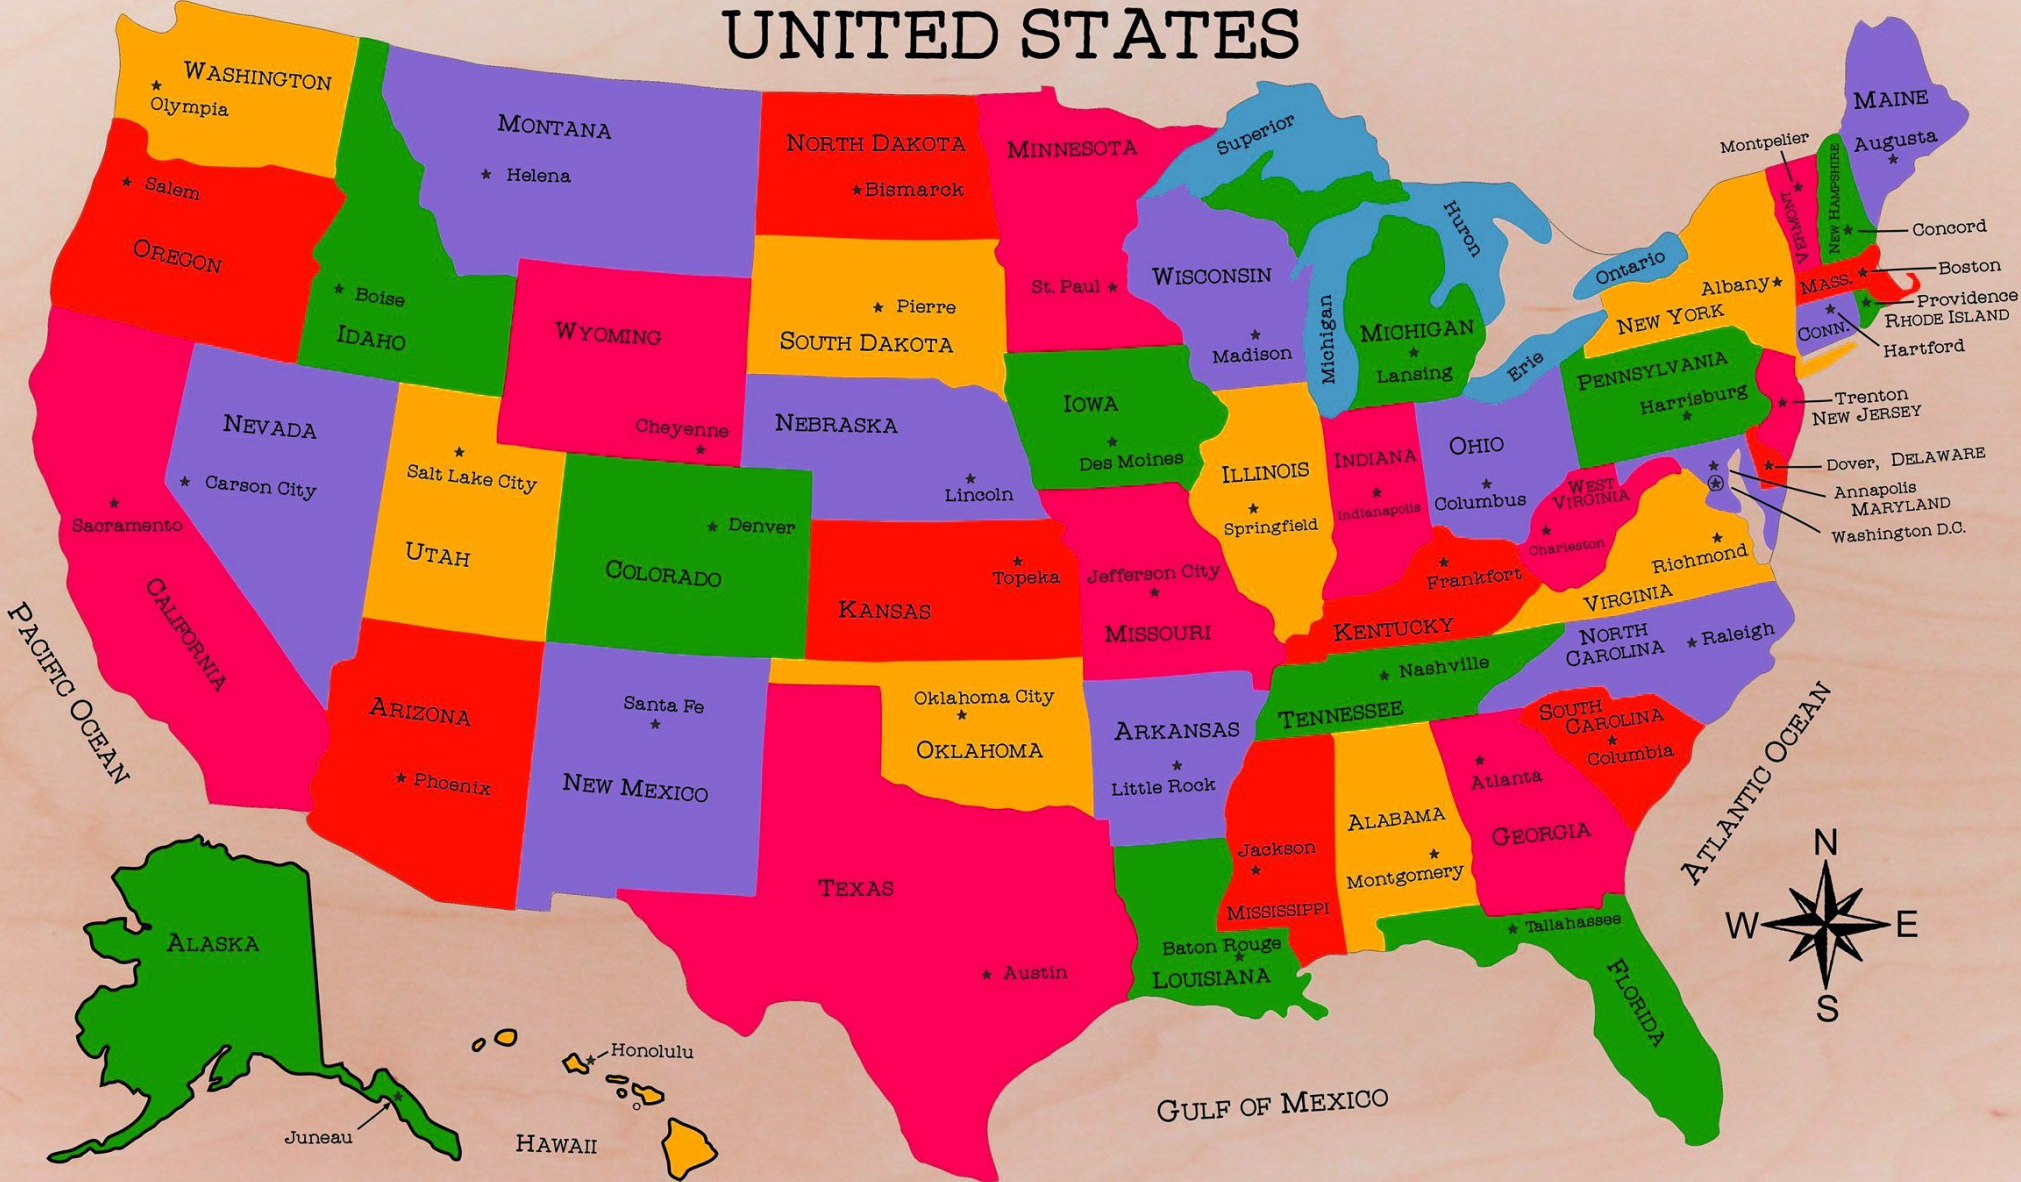 UNITED STATES
WASHINGTON
Olympia
MONTANA
Helena
NORTH DAKOTA
Bismarck
MINNESOTA
St. Paul
Superior
MAINE
Augusta
Montpelier
VERMONT
NEW HAMPSHIRE
Concord
Salem
OREGON
Boise
IDAHO
WYOMING
Cheyenne
Pierre
SOUTH DAKOTA
WISCONSIN
Madison
Michigan
Huron
MICHIGAN
Lansing
Ontario
Erie
Albany
NEW YORK
MASS.
Boston
CONN.
Providence
RHODE ISLAND
Hartford
NEVADA
Carson City
Salt Lake City
UTAH
Denver
COLORADO
NEBRASKA
Lincoln
IOWA
Des Moines
ILLINOIS
Springfield
INDIANA
Indianapolis
OHIO
Columbus
PENNSYLVANIA
Harrisburg
Trenton
NEW JERSEY
Dover, DELAWARE
Annapolis
MARYLAND
Washington D.C.
WEST
VIRGINIA
Charleston
Richmond
VIRGINIA
Sacramento
CALIFORNIA
PACIFIC OCEAN
Topeka
KANSAS
Jefferson City
MISSOURI
Frankfort
KENTUCKY
NORTH
CAROLINA
Raleigh
Nashville
TENNESSEE
ARIZONA
Phoenix
Santa Fe
NEW MEXICO
Oklahoma City
OKLAHOMA
ARKANSAS
Little Rock
SOUTH
CAROLINA
Columbia
Atlanta
GEORGIA
ALABAMA
Montgomery
Jackson
MISSISSIPPI
ATLANTIC OCEAN
N
W
E
S
TEXAS
Austin
Baton Rouge
LOUISIANA
Tallahassee
FLORIDA
ALASKA
Juneau
Honolulu
HAWAII
GULF OF MEXICO